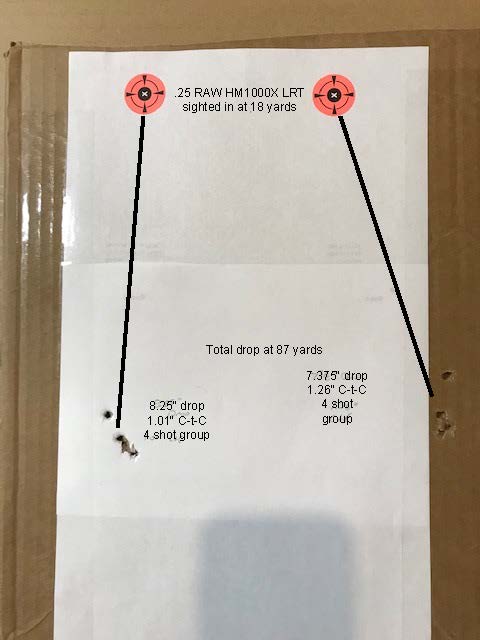 .25 RAW HM1000X LRT
sighted in at 18 yards
Total drop at 87 yards
8.25" drop
1.01" C-t-C
4 shot group
7.375" drop
1.26" C-t-C
4 shot
group